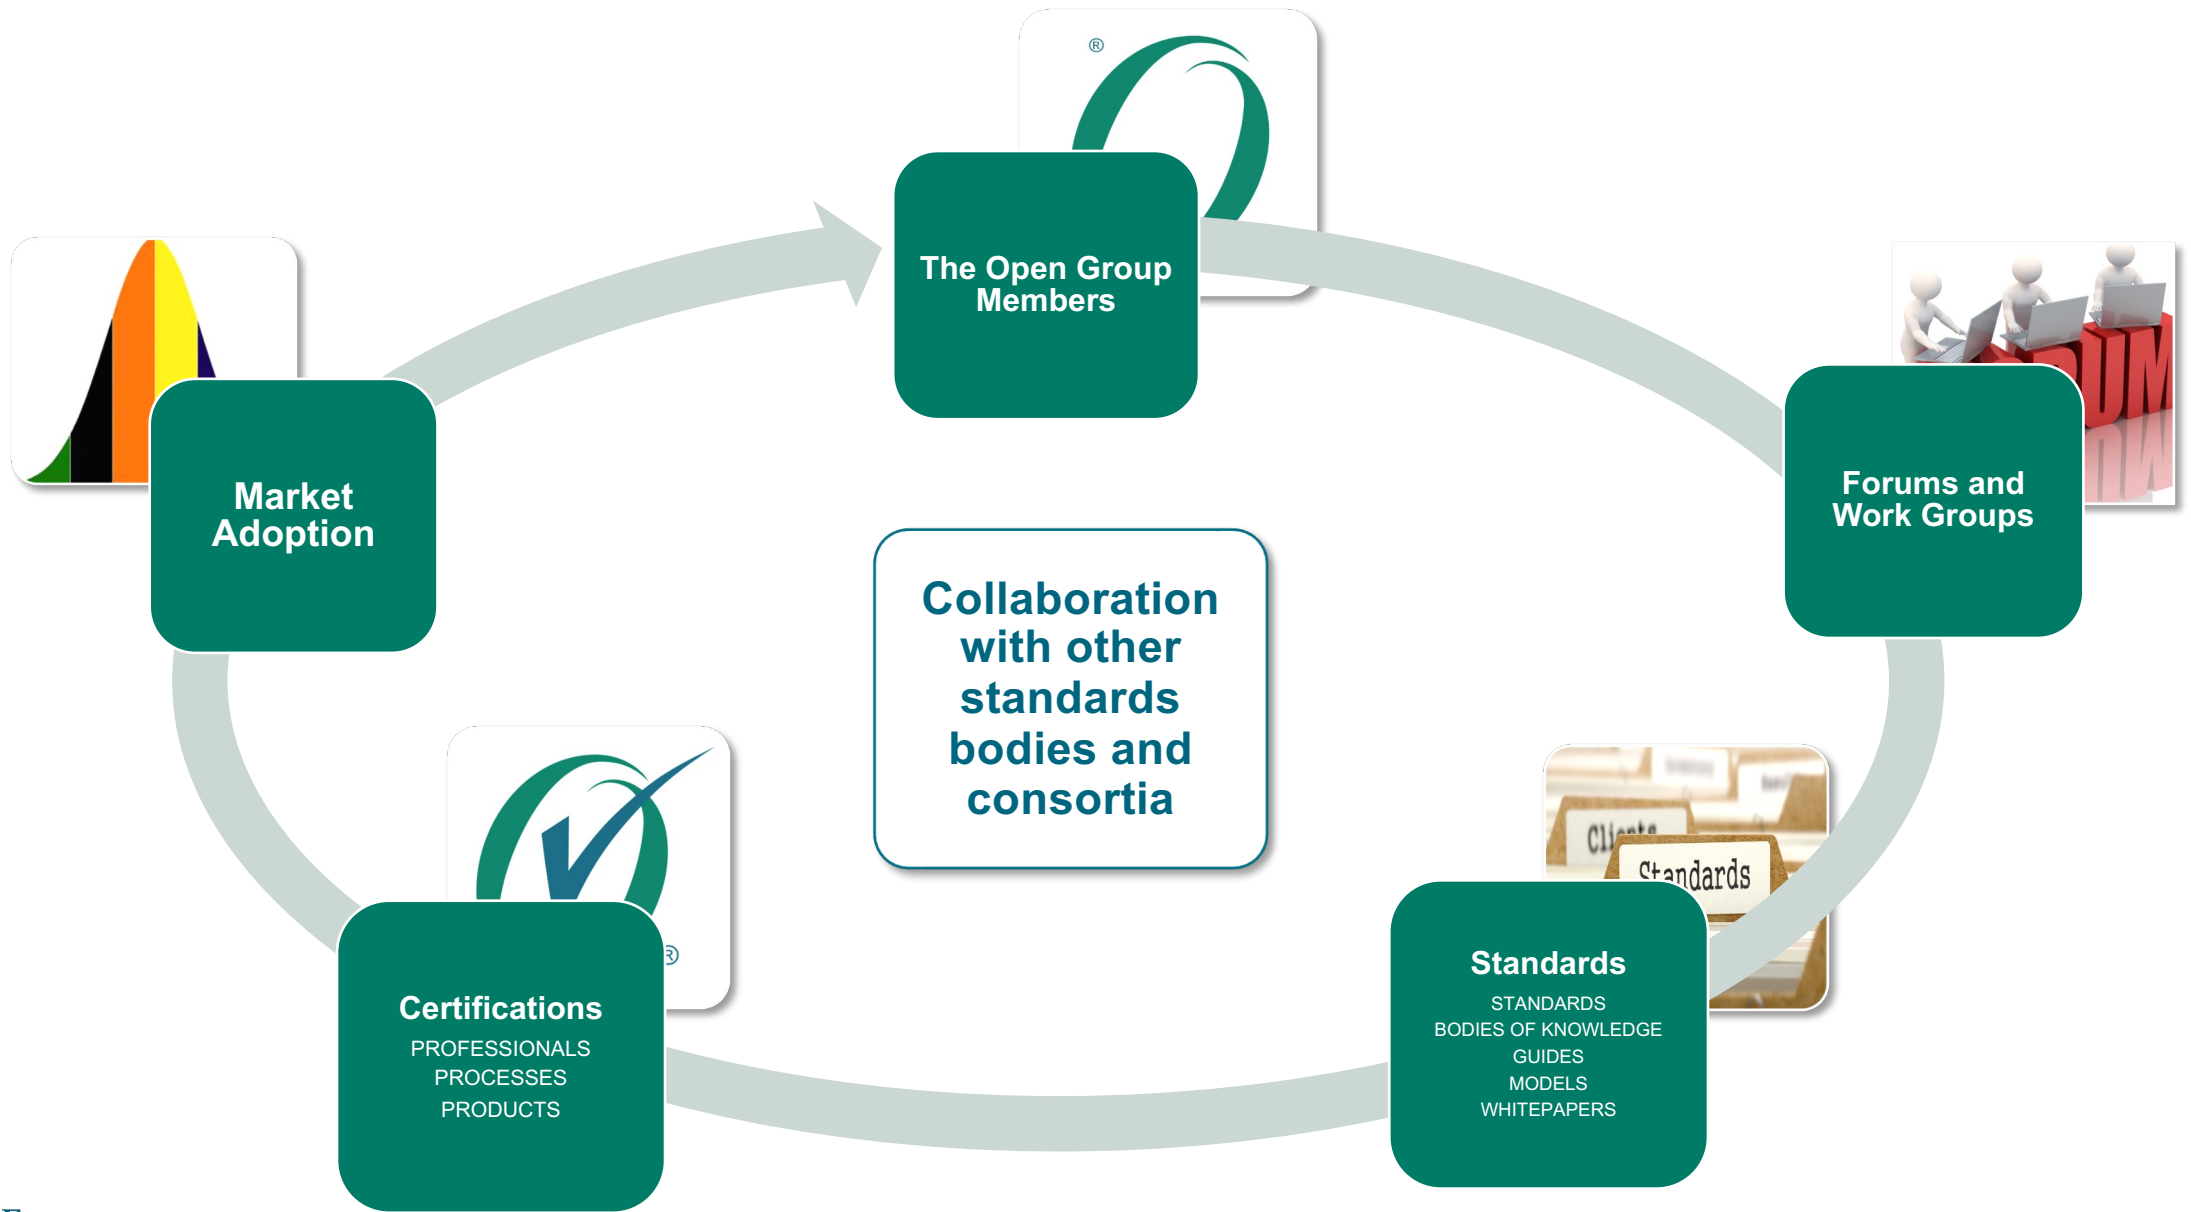 ®
The Open Group
Members
Forums and
Work Groups
Market
Adoption
Collaboration
with other
standards
bodies and
consortia
Clients
Standards
Standards
STANDARDS
BODIES OF KNOWLEDGE
GUIDES
MODELS
WHITEPAPERS
®
Certifications
PROFESSIONALS
PROCESSES
PRODUCTS